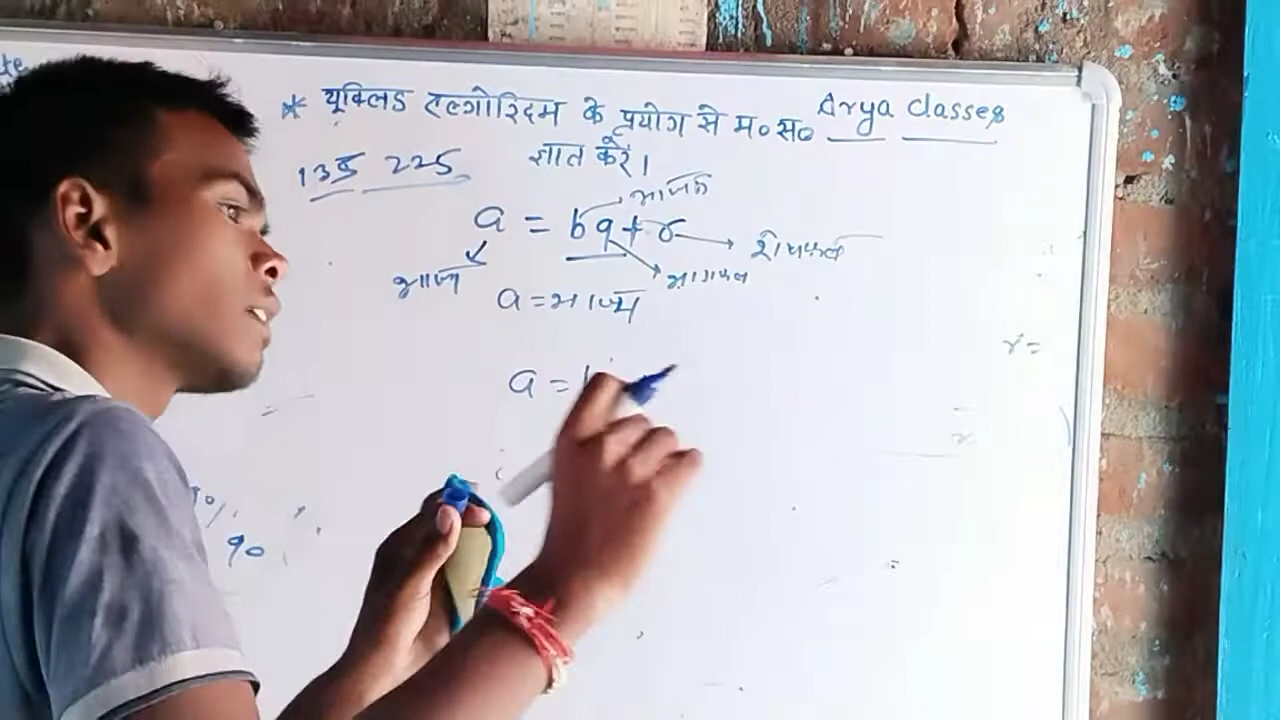 * यूक्लिड एल्गोरिदम के प्रयोग से म०स० Arya Classes
135 225 ज्ञात करें।
भाजक
a = bq + r
शेषफल
भाज्य
भागफल
a = भाज्य
r =
a =
90